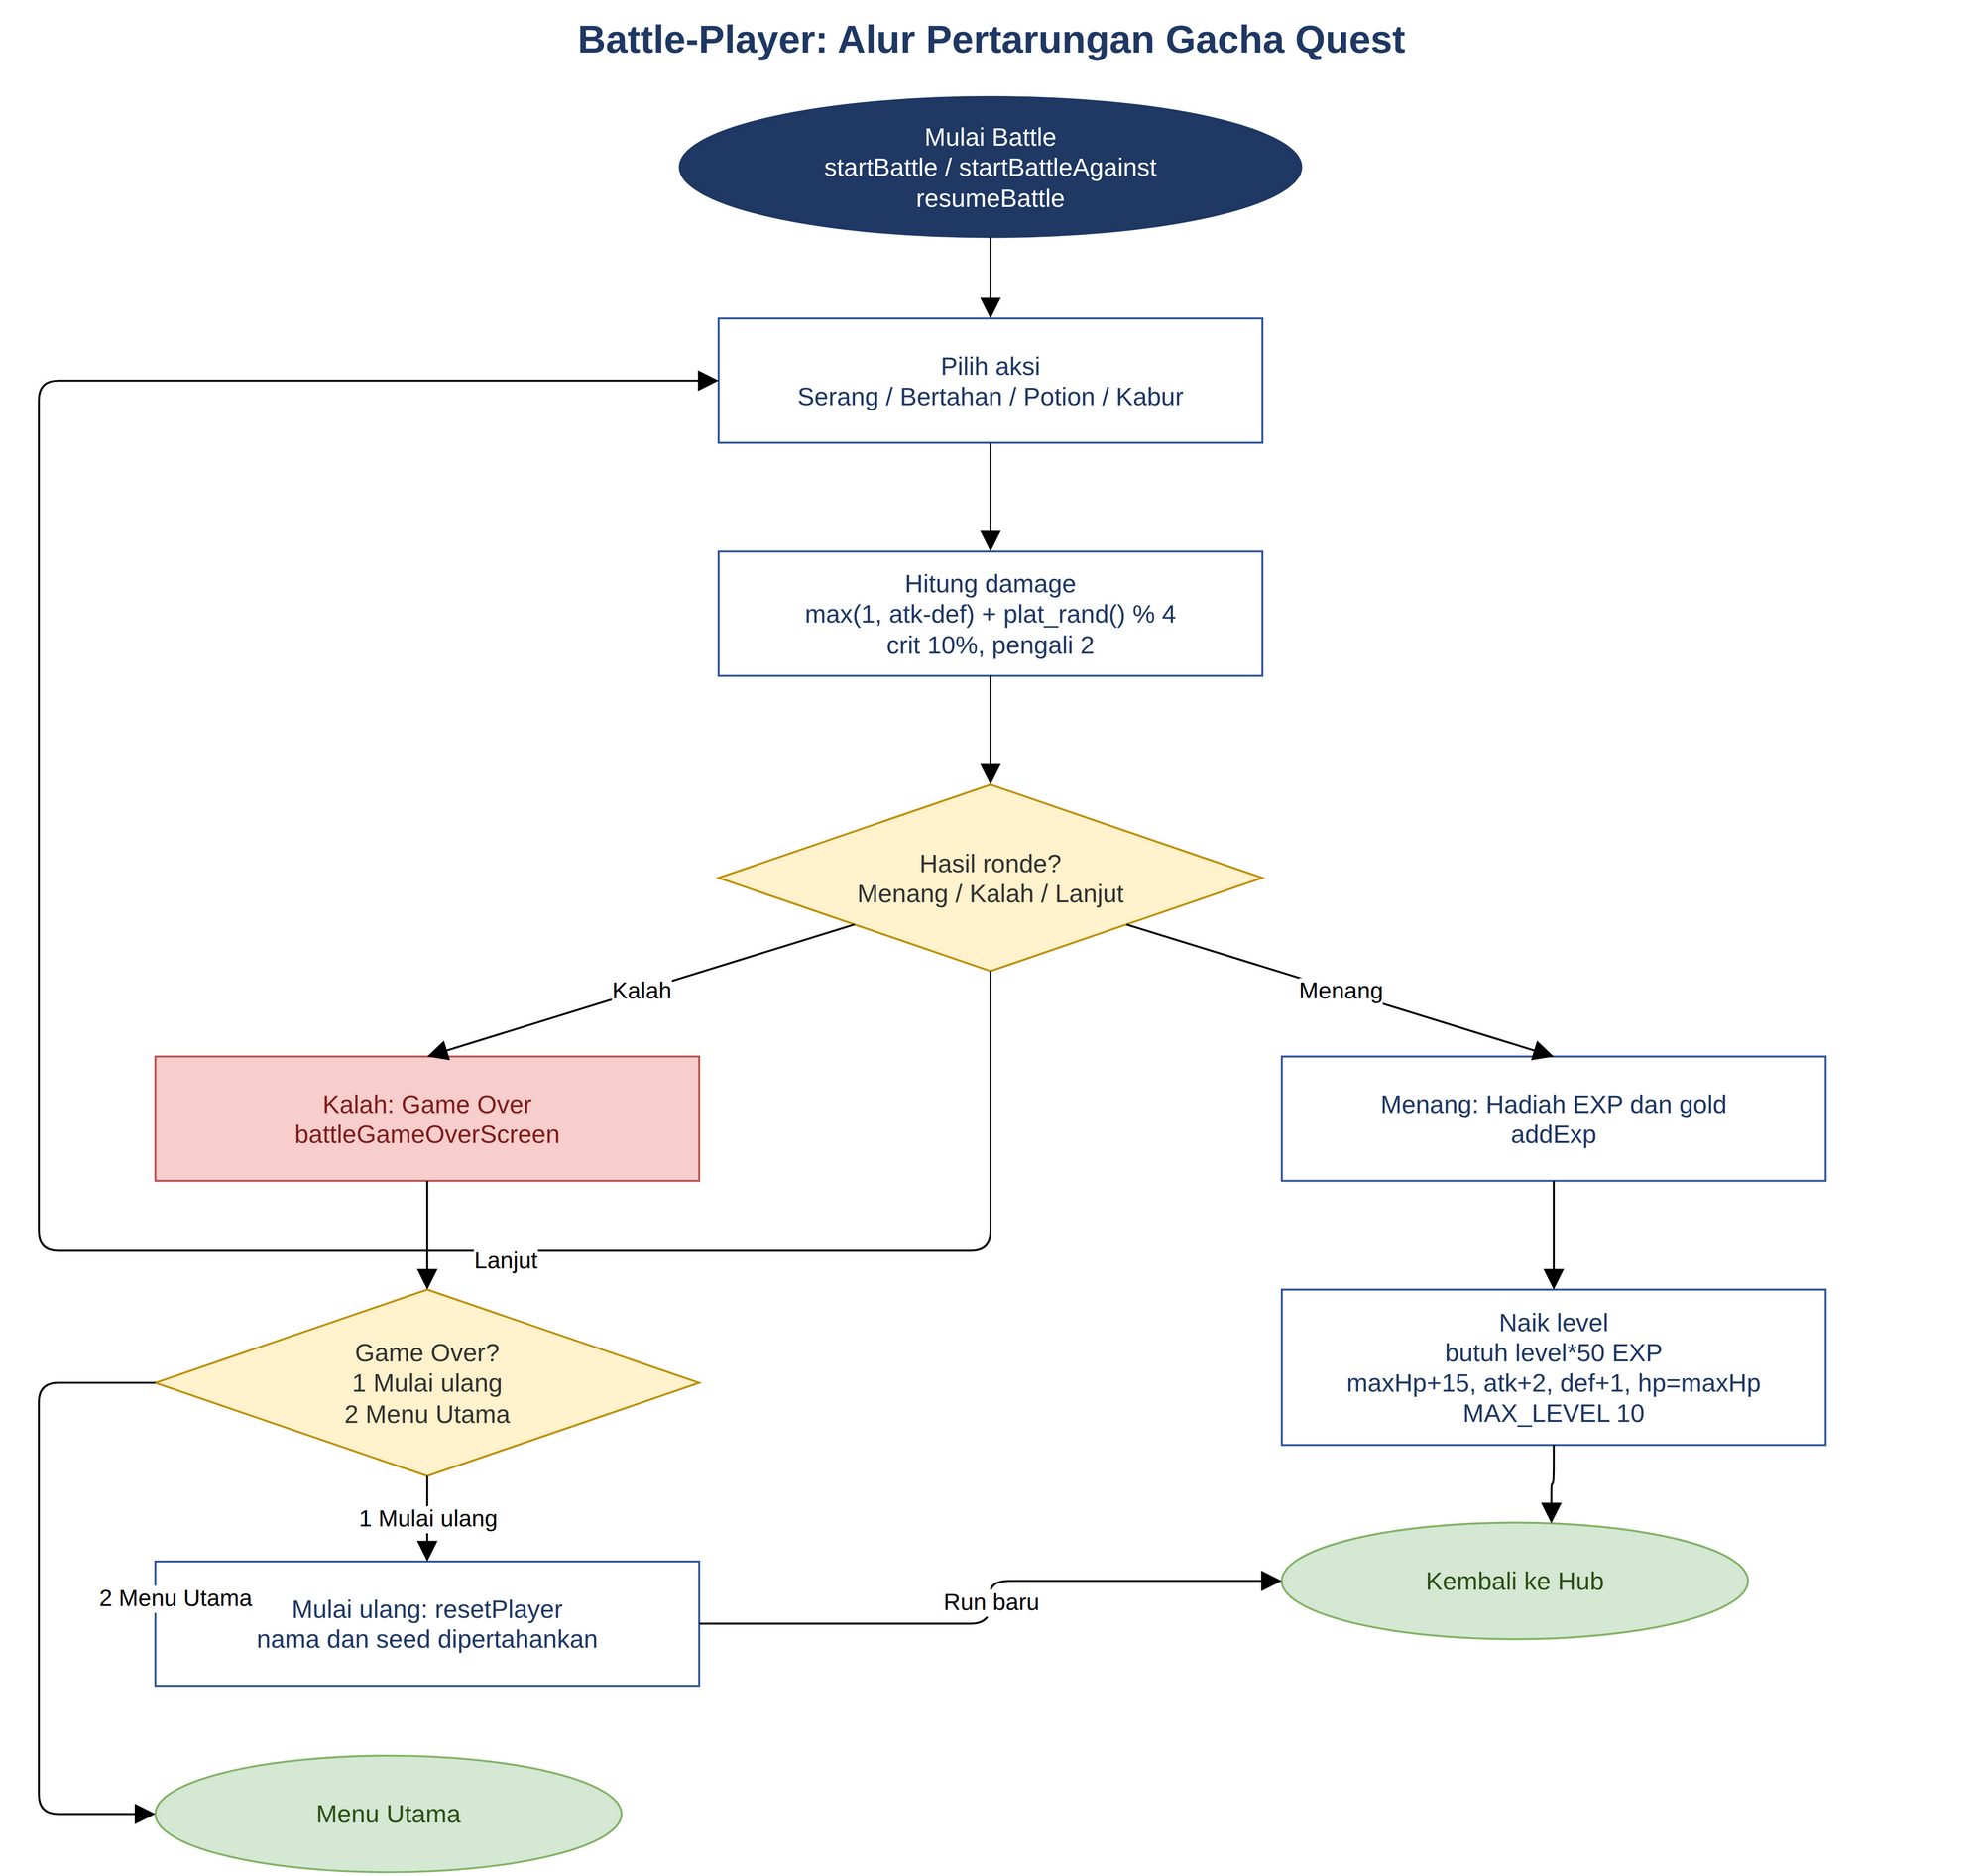 Battle-Player: Alur Pertarungan Gacha Quest
Mulai Battle
startBattle / startBattleAgainst
resumeBattle
Pilih aksi
Serang / Bertahan / Potion / Kabur
Hitung damage
max(1, atk-def) + plat_rand() % 4
crit 10%, pengali 2
Hasil ronde?
Menang / Kalah / Lanjut
Kalah
Menang
Kalah: Game Over
battleGameOverScreen
Menang: Hadiah EXP dan gold
addExp
Lanjut
Game Over?
1 Mulai ulang
2 Menu Utama
Naik level
butuh level*50 EXP
maxHp+15, atk+2, def+1, hp=maxHp
MAX_LEVEL 10
1 Mulai ulang
2 Menu Utama
Mulai ulang: resetPlayer
nama dan seed dipertahankan
Run baru
Kembali ke Hub
Menu Utama